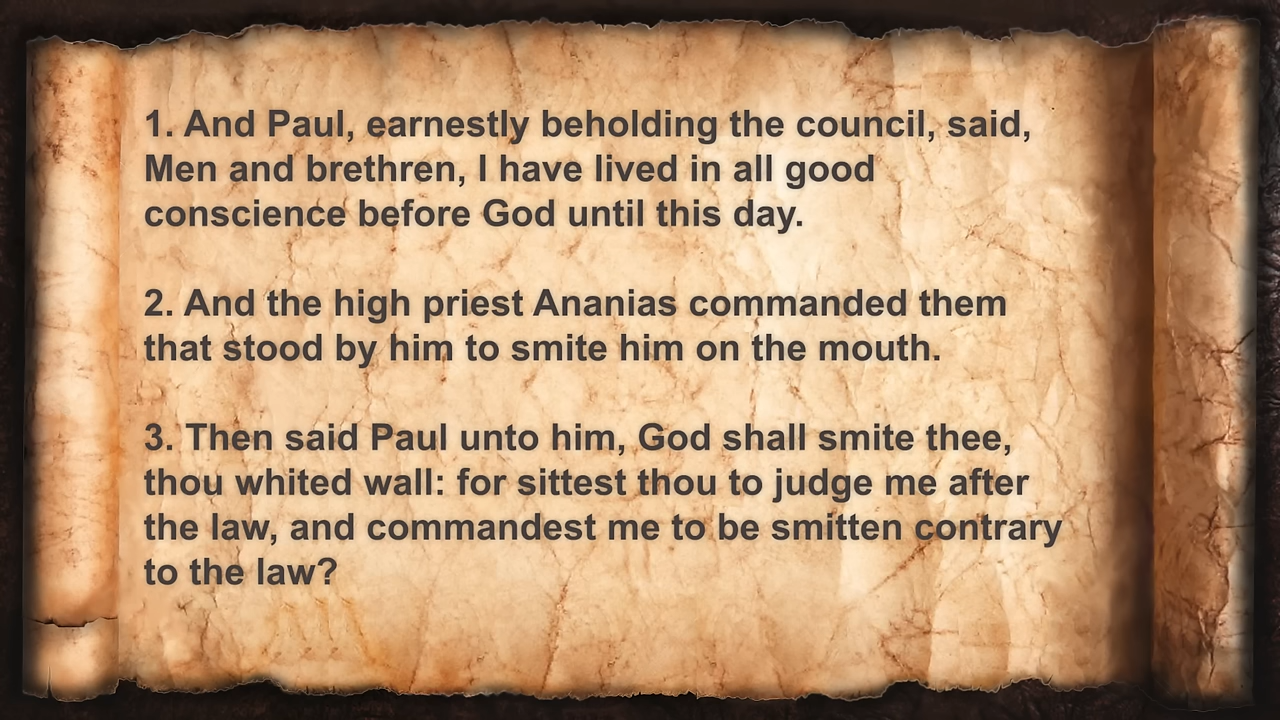 1. And Paul, earnestly beholding the council, said,
Men and brethren, I have lived in all good
conscience before God until this day.
2. And the high priest Ananias commanded them
that stood by him to smite him on the mouth.
3. Then said Paul unto him, God shall smite thee,
thou whited wall: for sittest thou to judge me after
the law, and commandest me to be smitten contrary
to the law?